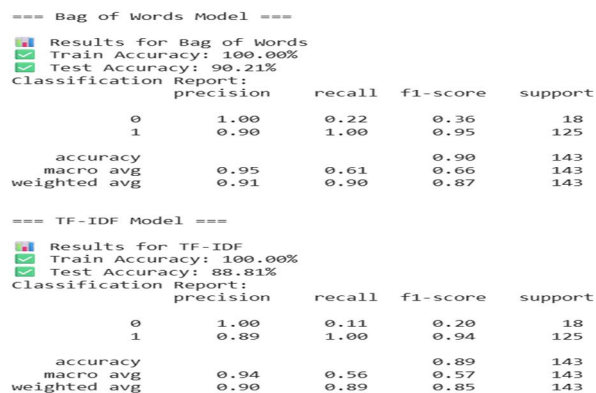 === Bag of Words Model ===
📊 Results for Bag of Words
✅ Train Accuracy: 100.00%
✅ Test Accuracy: 90.21%
Classification Report:
precision recall f1-score support
0 1.00 0.22 0.36 18
1 0.90 1.00 0.95 125
accuracy 0.90 143
macro avg 0.95 0.61 0.66 143
weighted avg 0.91 0.90 0.87 143
=== TF-IDF Model ===
📊 Results for TF-IDF
✅ Train Accuracy: 100.00%
✅ Test Accuracy: 88.81%
Classification Report:
precision recall f1-score support
0 1.00 0.11 0.20 18
1 0.89 1.00 0.94 125
accuracy 0.89 143
macro avg 0.94 0.56 0.57 143
weighted avg 0.90 0.89 0.85 143